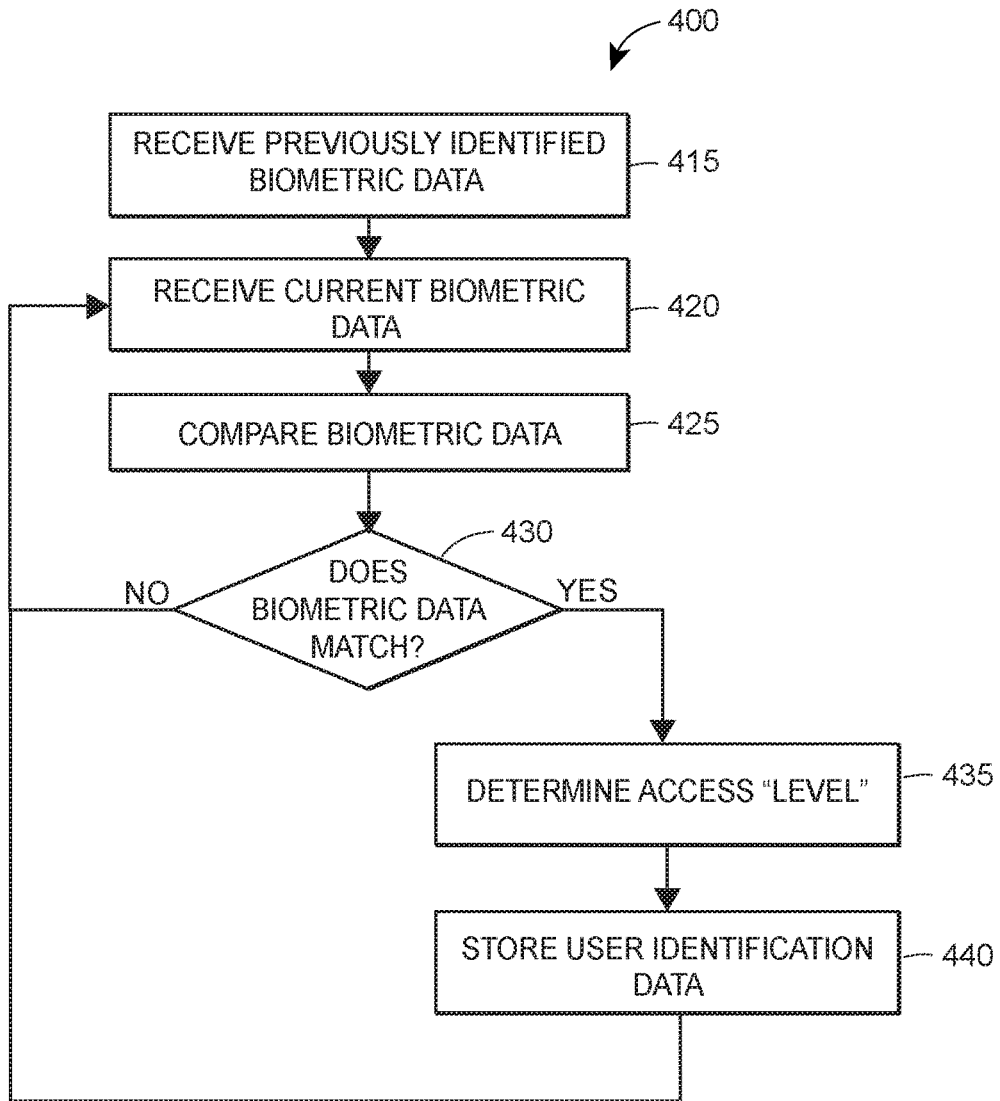 400
RECEIVE PREVIOUSLY IDENTIFIED
BIOMETRIC DATA
415
RECEIVE CURRENT BIOMETRIC
DATA
420
COMPARE BIOMETRIC DATA
425
430
DOES
BIOMETRIC DATA
MATCH?
NO
YES
DETERMINE ACCESS “LEVEL”
435
STORE USER IDENTIFICATION
DATA
440